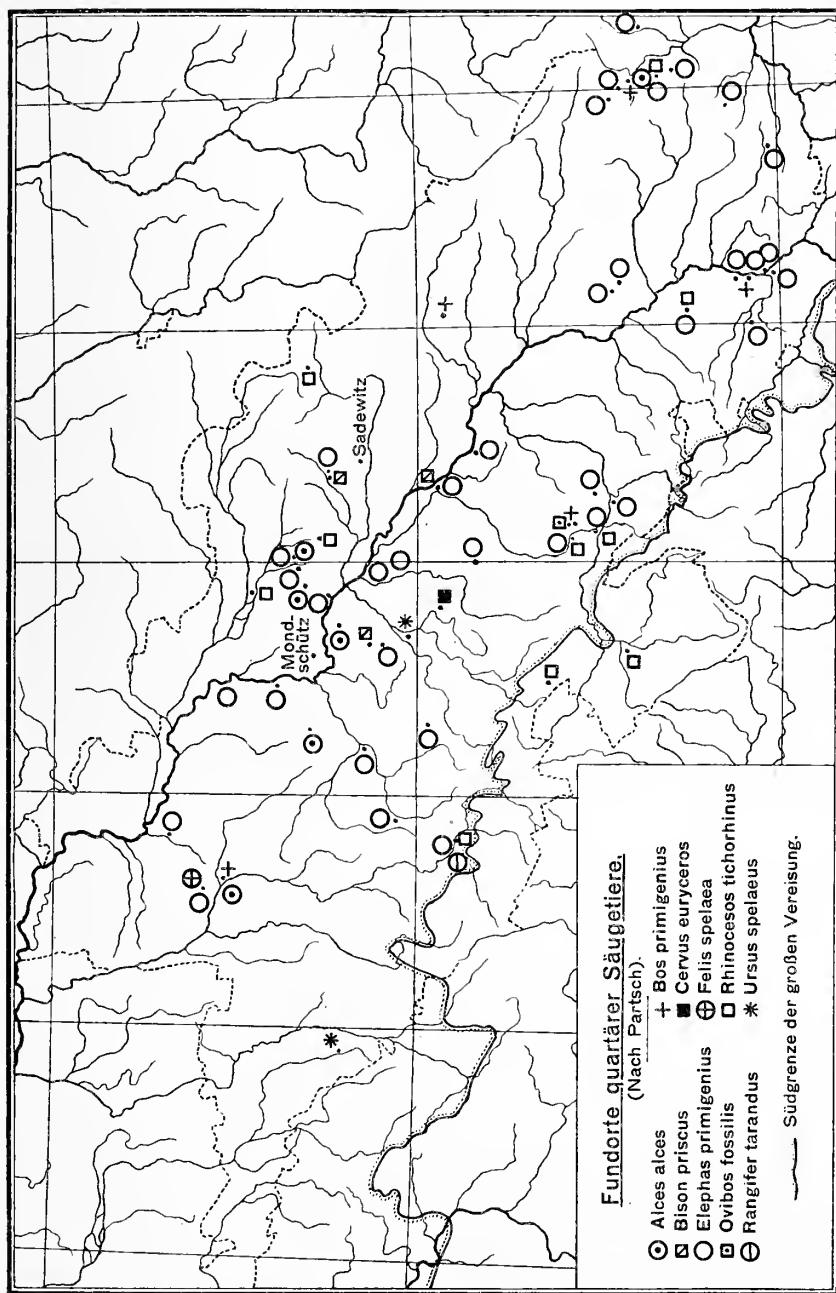 Sadewitz
Mond-
schütz
Fundorte quartärer Säugetiere.
(Nach Partsch).
Alces alces
Bison priscus
Elephas primigenius
Ovibos fossilis
Rangifer tarandus
Bos primigenius
Cervus euryceros
Felis spelaea
Rhinocesos tichorhinus
Ursus spelaeus
Südgrenze der großen Vereisung.